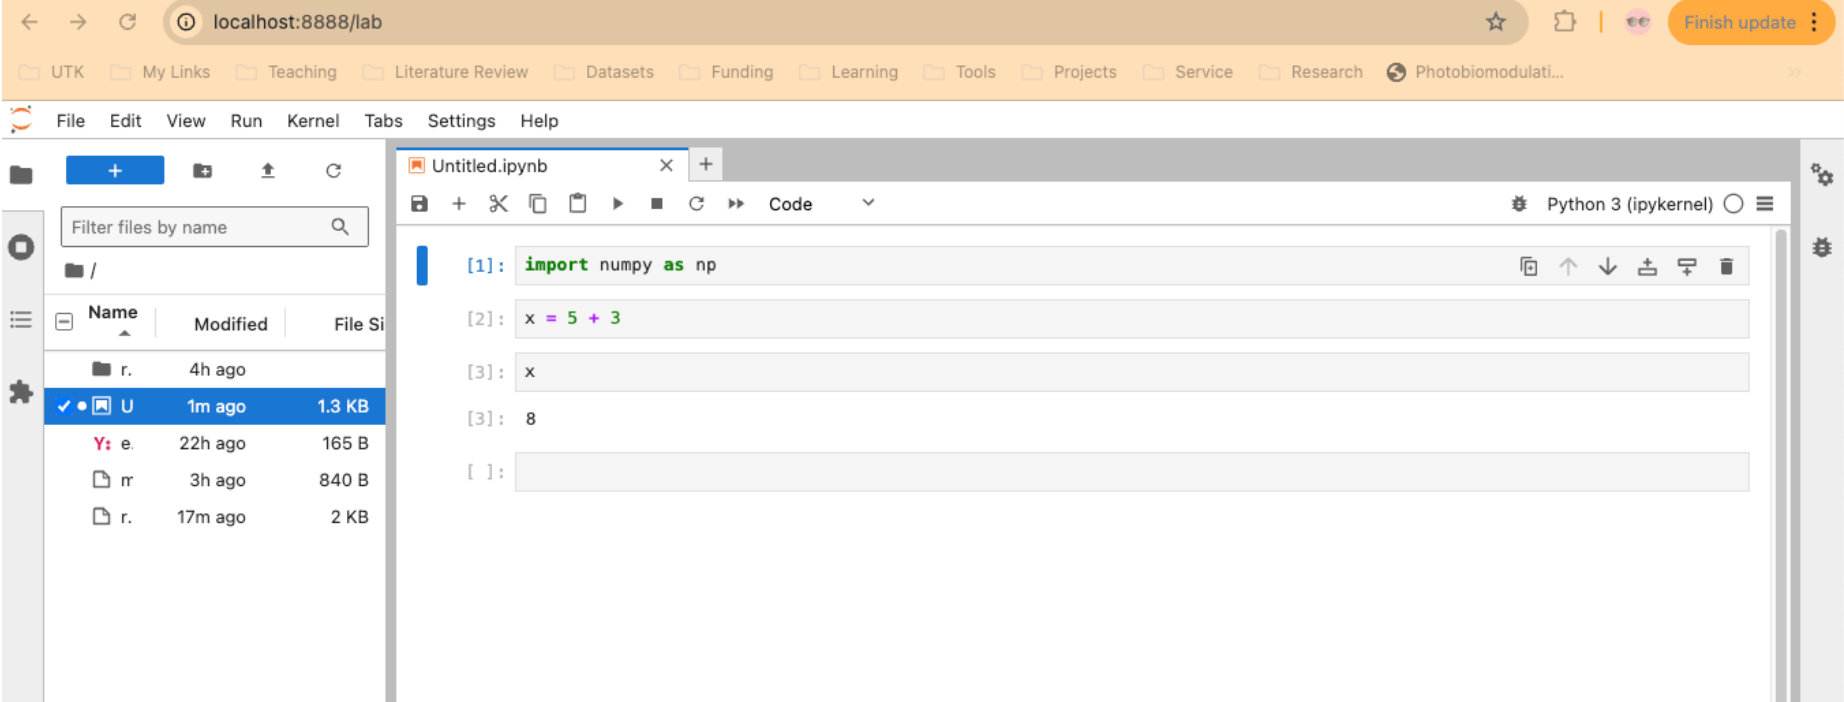 localhost:8888/lab
Finish update
UTK My Links Teaching Literature Review Datasets Funding Learning Tools Projects Service Research Photobiomodulati...
File Edit View Run Kernel Tabs Settings Help
Untitled.ipynb
Code
Python 3 (ipykernel)
Filter files by name
/
Name Modified File Si
r. 4h ago
U 1m ago 1.3 KB
Y: e. 22h ago 165 B
m 3h ago 840 B
r. 17m ago 2 KB
[1]: import numpy as np
[2]: x = 5 + 3
[3]: x
[3]: 8
[ ]: